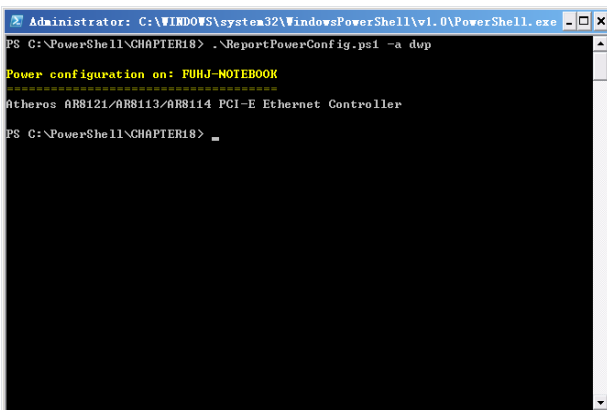 Administrator: C:\WINDOWS\system32\WindowsPowerShell\v1.0\PowerShell.exe
PS C:\PowerShell\CHAPTER18> .\ReportPowerConfig.ps1 -a dwp
Power configuration on: FUHJ-NOTEBOOK
=====================================
Atheros AR8121/AR8113/AR8114 PCI-E Ethernet Controller
PS C:\PowerShell\CHAPTER18> _